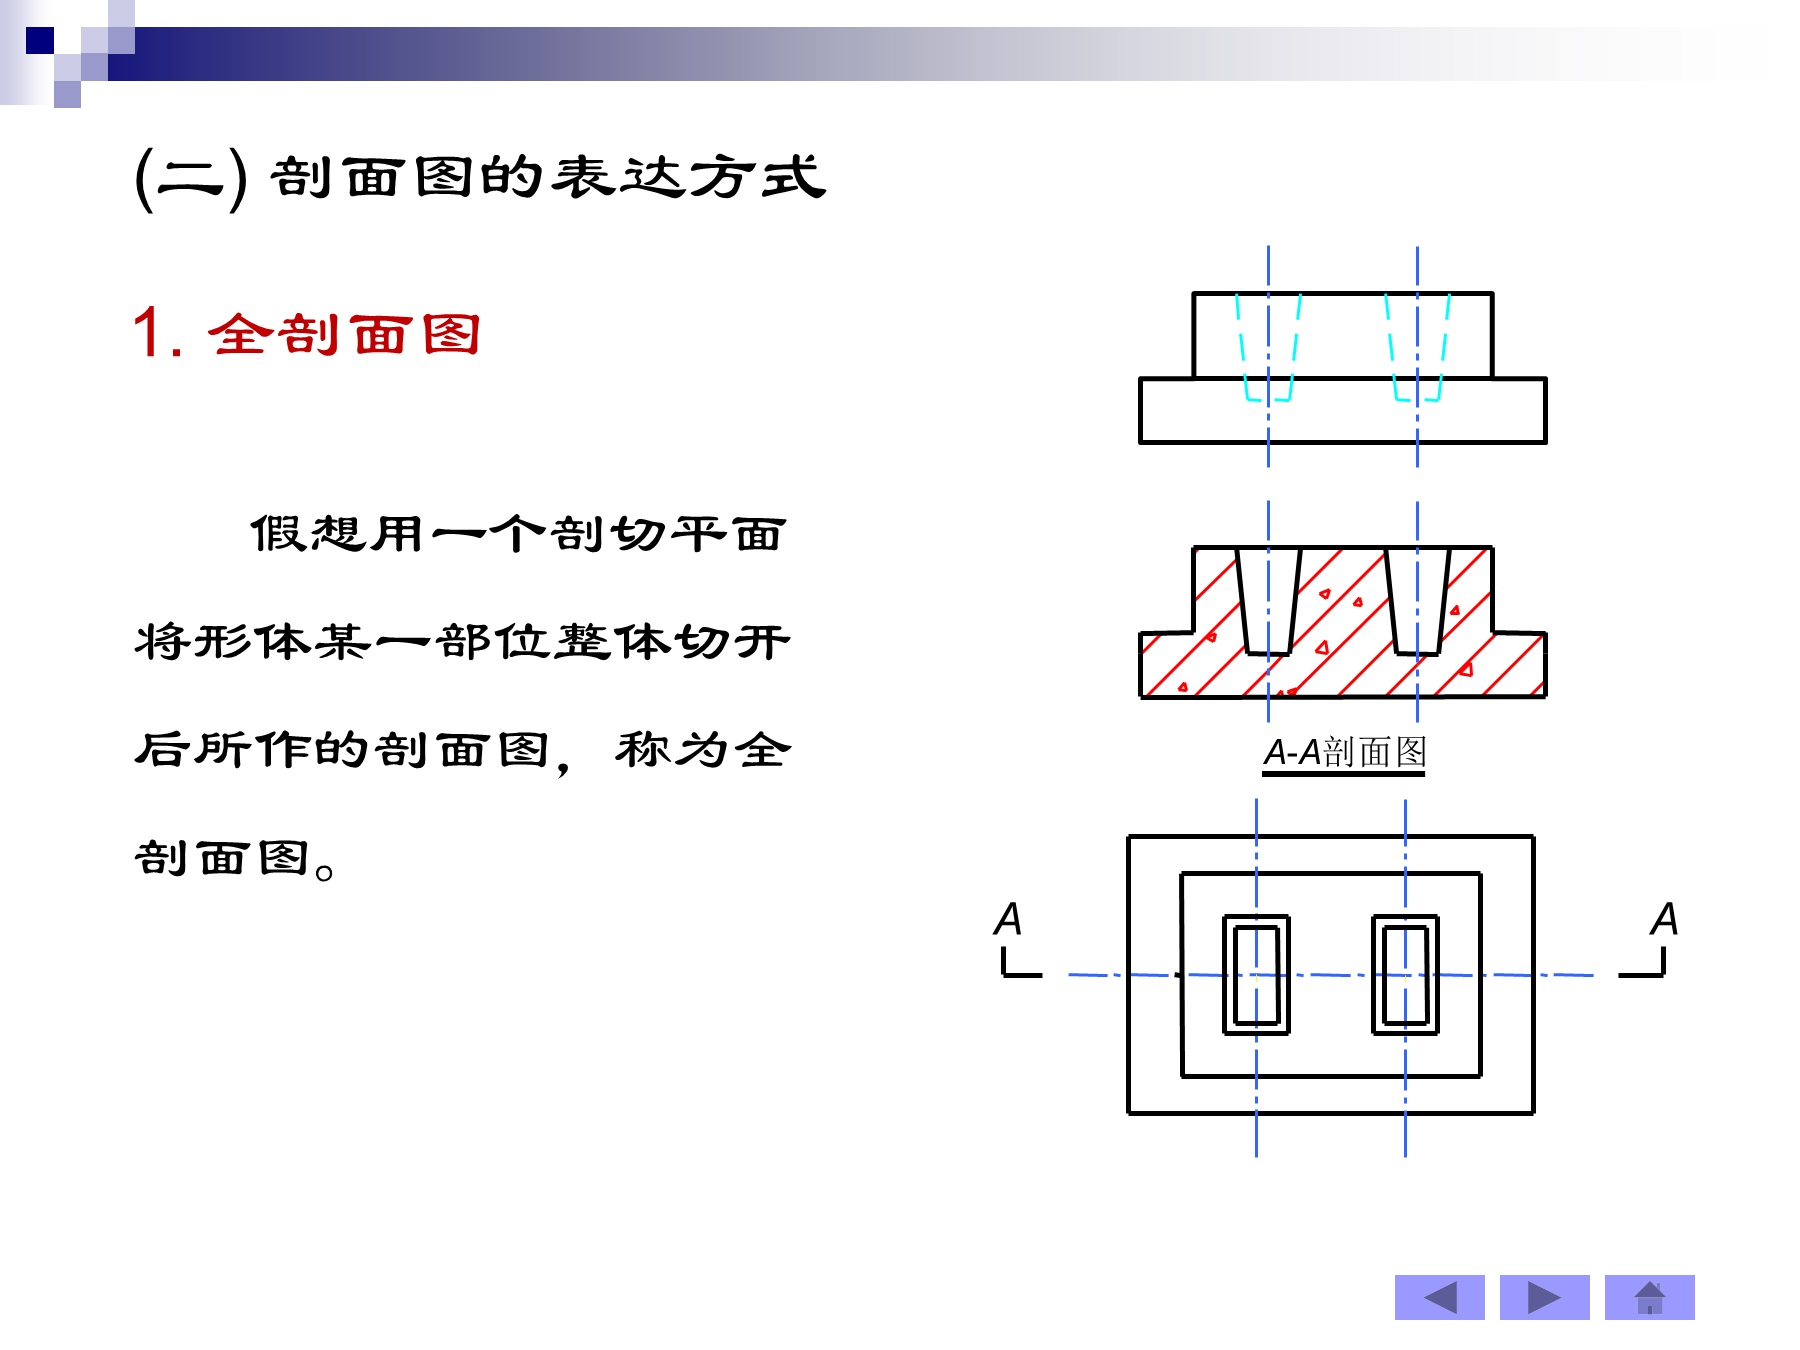 (二) 剖面图的表达方式
1. 全剖面图
假想用一个剖切平面
将形体某一部位整体切开
后所作的剖面图，称为全
剖面图。
A-A剖面图
A
A